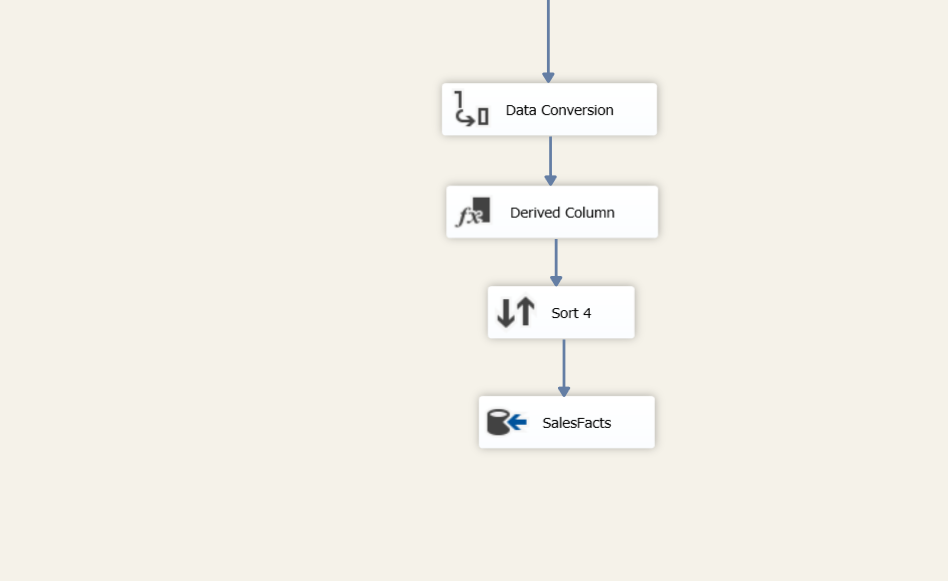 Data Conversion
Derived Column
Sort 4
SalesFacts